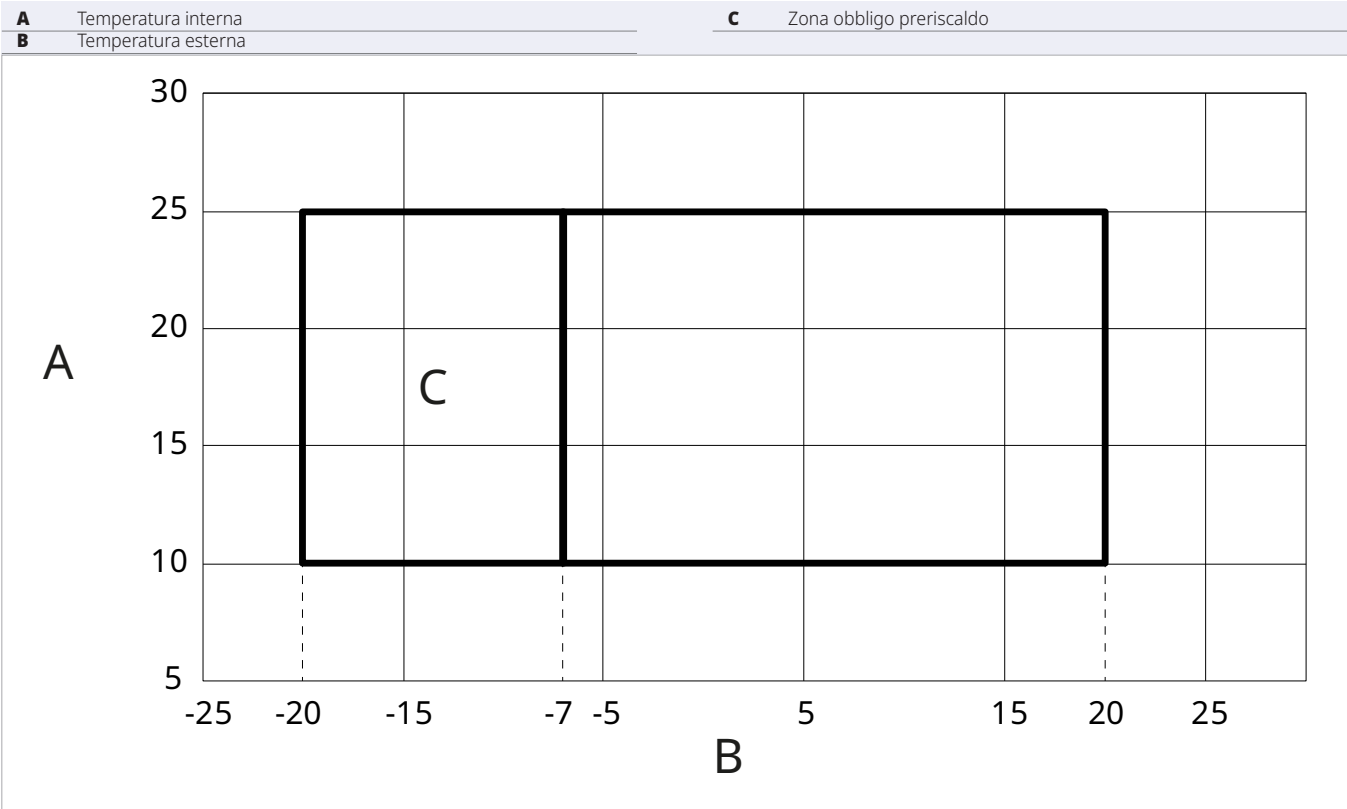 A Temperatura interna
B Temperatura esterna
C Zona obbligo preriscaldo
30
25
20
A
C
15
10
5
-25 -20 -15 -7 -5 5 15 20 25
B